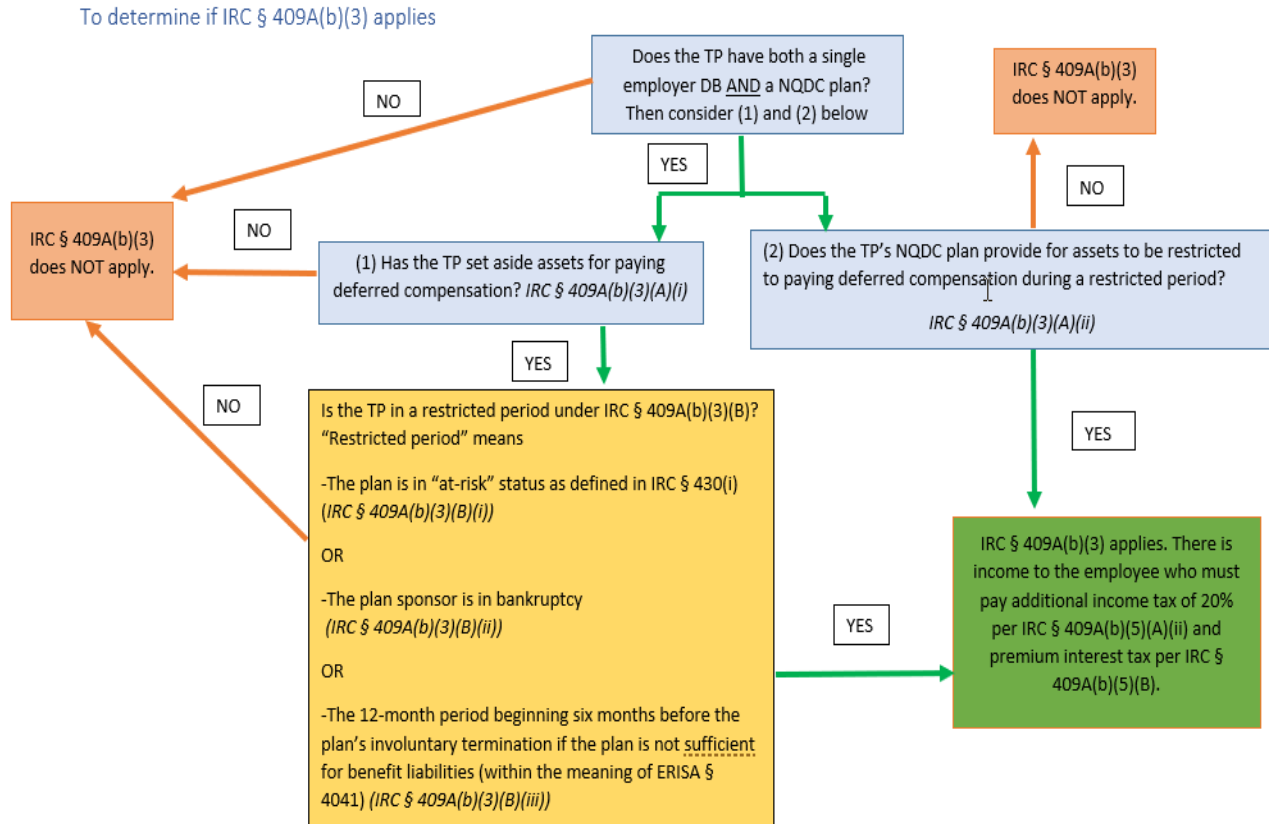 To determine if IRC § 409A(b)(3) applies
Does the TP have both a single
employer DB AND a NQDC plan?
Then consider (1) and (2) below
IRC § 409A(b)(3)
does NOT apply.
NO
YES
NO
IRC § 409A(b)(3)
does NOT apply.
NO
(1) Has the TP set aside assets for paying
deferred compensation? IRC § 409A(b)(3)(A)(i)
(2) Does the TP’s NQDC plan provide for assets to be restricted
to paying deferred compensation during a restricted period?
IRC § 409A(b)(3)(A)(ii)
YES
NO
YES
Is the TP in a restricted period under IRC § 409A(b)(3)(B)?
“Restricted period” means
-The plan is in “at-risk” status as defined in IRC § 430(i)
(IRC § 409A(b)(3)(B)(i))
OR
-The plan sponsor is in bankruptcy
(IRC § 409A(b)(3)(B)(ii))
OR
-The 12-month period beginning six months before the
plan’s involuntary termination if the plan is not sufficient
for benefit liabilities (within the meaning of ERISA §
4041) (IRC § 409A(b)(3)(B)(iii))
YES
IRC § 409A(b)(3) applies. There is
income to the employee who must
pay additional income tax of 20%
per IRC § 409A(b)(5)(A)(ii) and
premium interest tax per IRC §
409A(b)(5)(B).